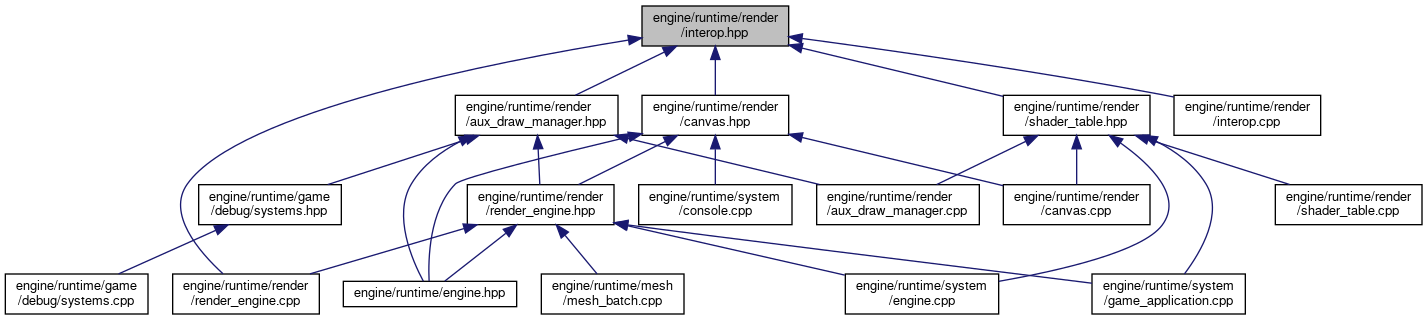 engine/runtime/render
/interop.hpp
engine/runtime/render
/aux_draw_manager.hpp
engine/runtime/render
/canvas.hpp
engine/runtime/render
/shader_table.hpp
engine/runtime/render
/interop.cpp
engine/runtime/game
/debug/systems.hpp
engine/runtime/render
/render_engine.hpp
engine/runtime/system
/console.cpp
engine/runtime/render
/aux_draw_manager.cpp
engine/runtime/render
/canvas.cpp
engine/runtime/render
/shader_table.cpp
engine/runtime/game
/debug/systems.cpp
engine/runtime/render
/render_engine.cpp
engine/runtime/engine.hpp
engine/runtime/mesh
/mesh_batch.cpp
engine/runtime/system
/engine.cpp
engine/runtime/system
/game_application.cpp